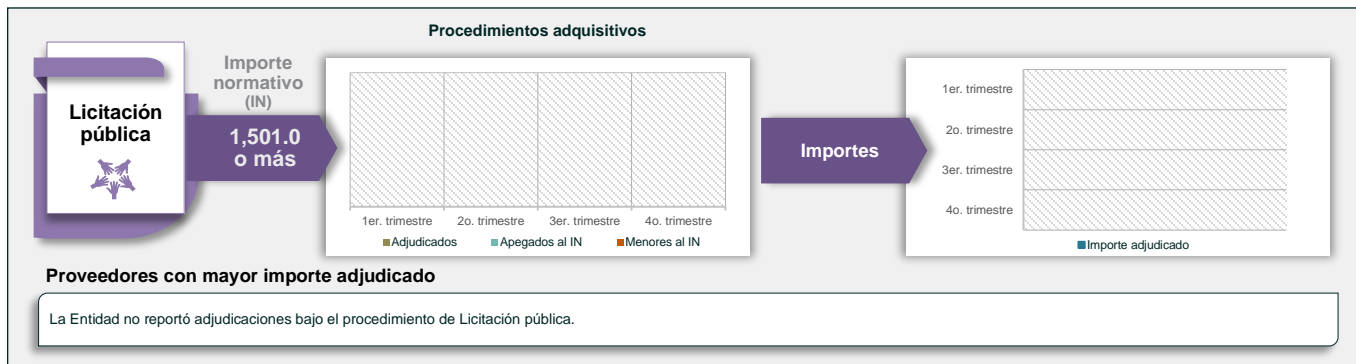 Procedimientos adquisitivos
Licitación
pública
Importe
normativo
(IN)
1,501.0
o más
1er. trimestre
2o. trimestre
3er. trimestre
4o. trimestre
Adjudicados
Apegados al IN
Menores al IN
Importes
1er. trimestre
2o. trimestre
3er. trimestre
4o. trimestre
Importe adjudicado
Proveedores con mayor importe adjudicado
La Entidad no reportó adjudicaciones bajo el procedimiento de Licitación pública.